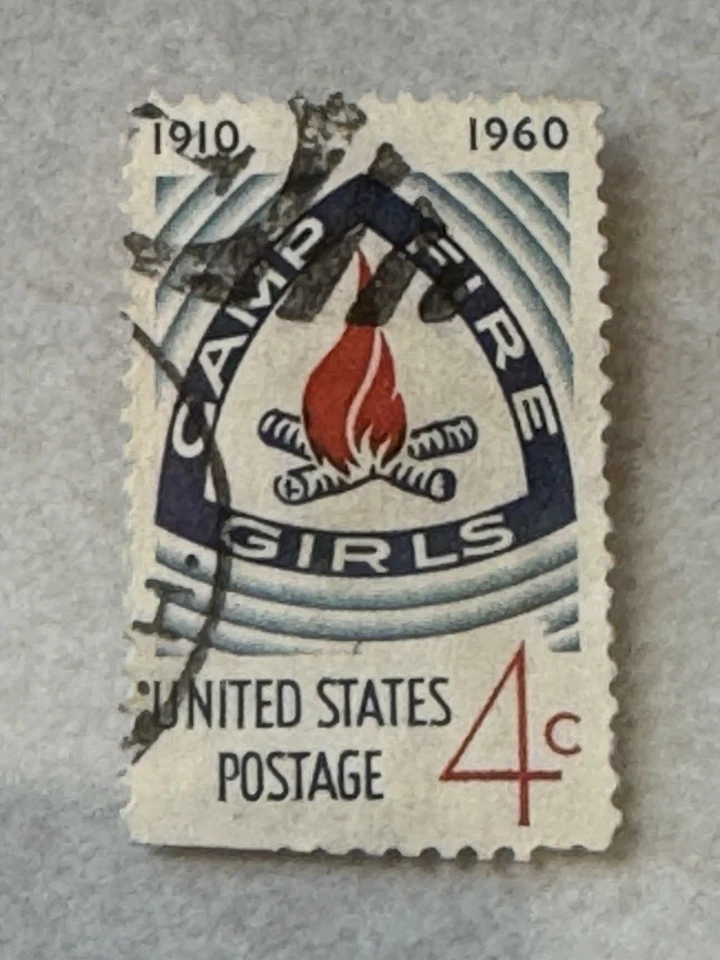 1910 1960
CAMP FIRE
GIRLS
UNITED STATES 4c
POSTAGE
H.